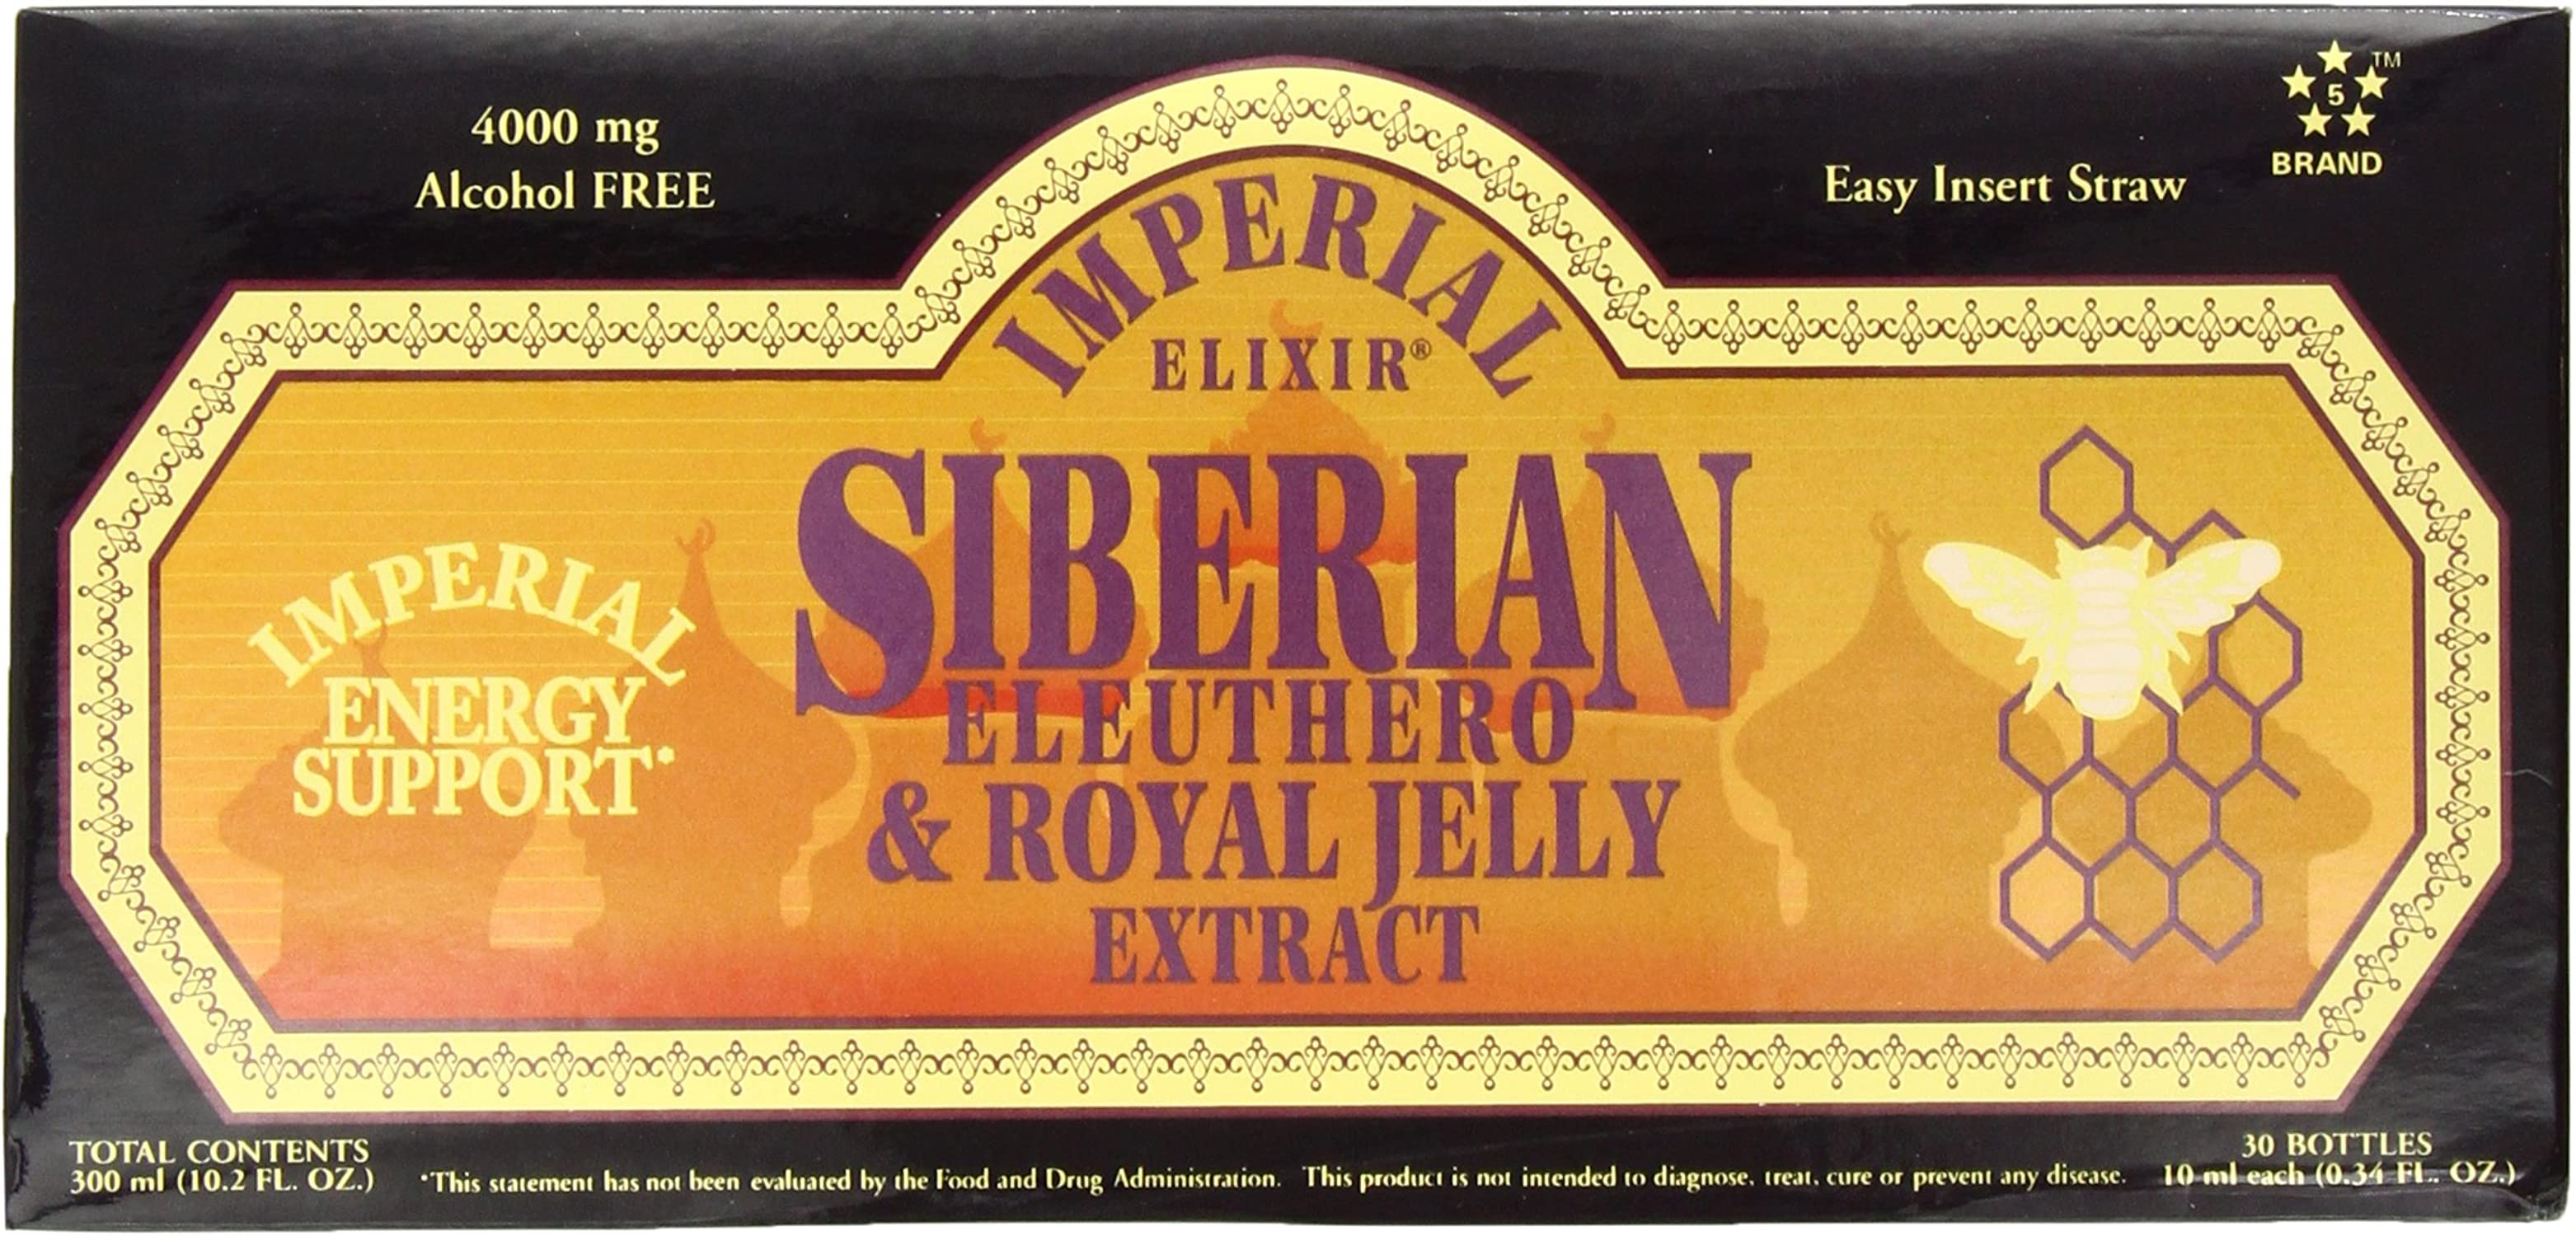 4000 mg
Alcohol FREE
Easy Insert Straw
TM
5
BRAND
IMPERIAL
ELIXIR®
SIBERIAN
ELEUTHERO
& ROYAL JELLY
EXTRACT
IMPERIAL
ENERGY
SUPPORT*
TOTAL CONTENTS
300 ml (10.2 FL. OZ.)
*This statement has not been evaluated by the Food and Drug Administration. This product is not intended to diagnose, treat, cure or prevent any disease.
30 BOTTLES
10 ml each (0.34 FL. OZ.)